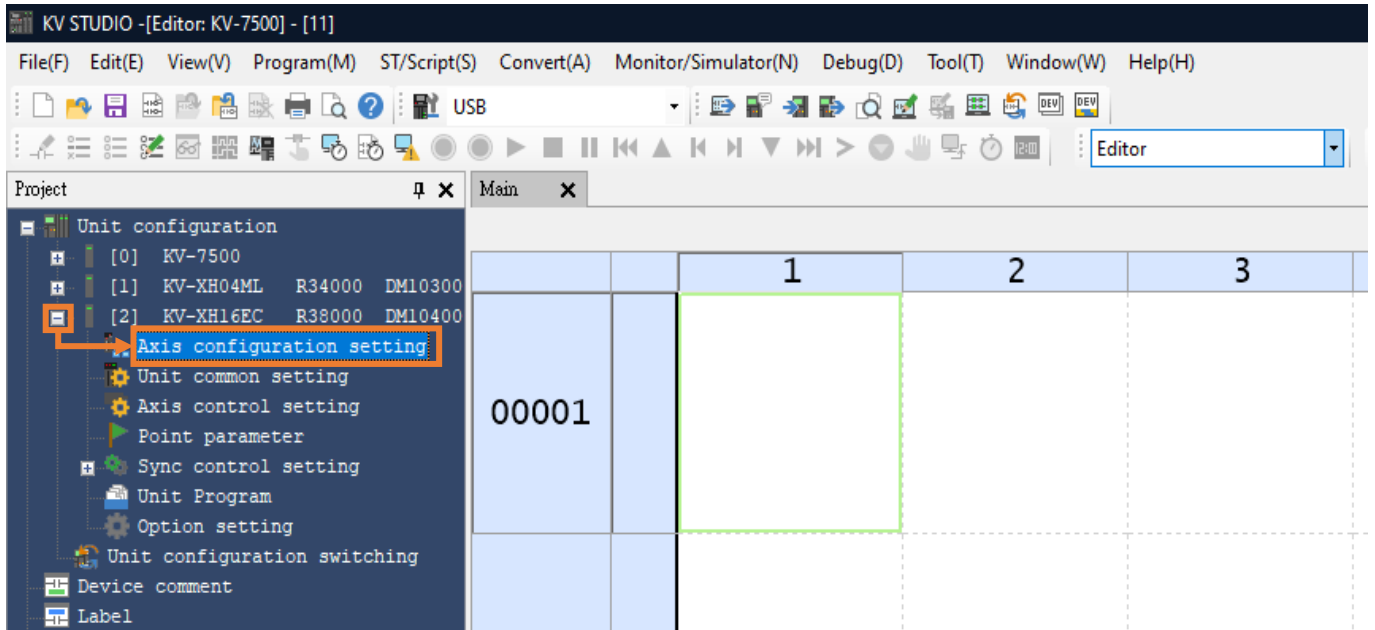 KV STUDIO -[Editor: KV-7500] - [11]
File(F) Edit(E) View(V) Program(M) ST/Script(S) Convert(A) Monitor/Simulator(N) Debug(D) Tool(T) Window(W) Help(H)
USB
DEV DEV
Editor
Project
Main
Unit configuration
[0] KV-7500
1 2 3
[1] KV-XH04ML R34000 DM10300
[2] KV-XH16EC R38000 DM10400
Axis configuration setting
Unit common setting
Axis control setting
00001
Point parameter
Sync control setting
Unit Program
Option setting
Unit configuration switching
Device comment
Label